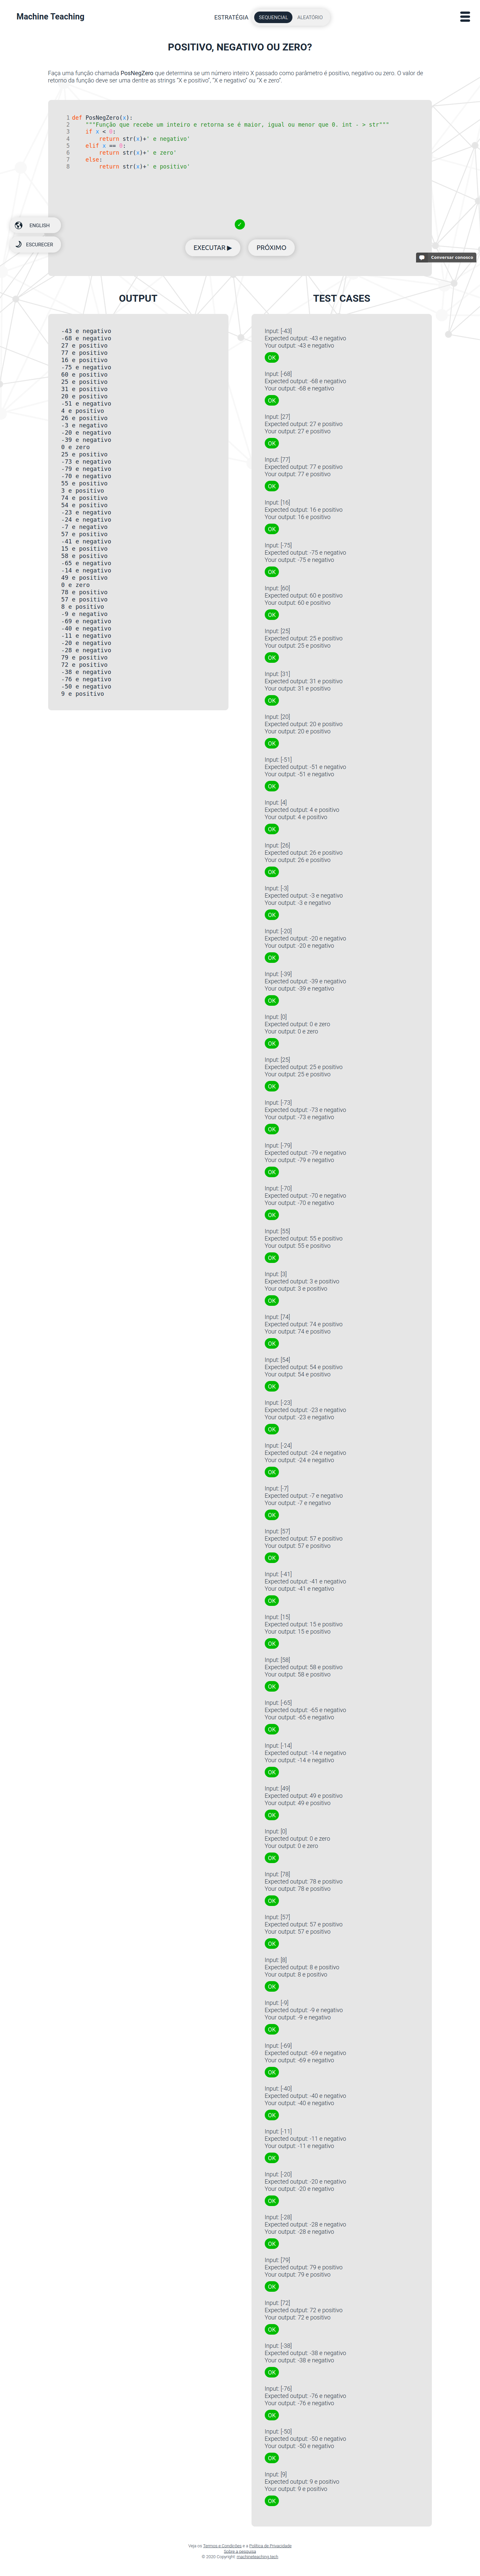 Machine Teaching
ESTRATÉGIA
SEQUENCIAL
ALEATÓRIO
POSITIVO, NEGATIVO OU ZERO?
Faça uma função chamada PosNegZero que determina se um número inteiro X passado como parâmetro é positivo, negativo ou zero. O valor de
retorno da função deve ser uma dentre as strings "X e positivo", "X e negativo" ou "X e zero".
1 def PosNegZero(x):
2     """Função que recebe um inteiro e retorna se é maior, igual ou menor que 0. int - > str"""
3     if x < 0:
4         return str(x)+' e negativo'
5     elif x == 0:
6         return str(x)+' e zero'
7     else:
8         return str(x)+' e positivo'
ENGLISH
ESCURECER
EXECUTAR ▶
PRÓXIMO
Conversar conosco
OUTPUT
-43 e negativo
-68 e negativo
27 e positivo
77 e positivo
16 e positivo
-75 e negativo
60 e positivo
25 e positivo
31 e positivo
20 e positivo
-51 e negativo
4 e positivo
26 e positivo
-3 e negativo
-20 e negativo
-39 e negativo
0 e zero
25 e positivo
-73 e negativo
-79 e negativo
-70 e negativo
55 e positivo
3 e positivo
74 e positivo
54 e positivo
-23 e negativo
-24 e negativo
-7 e negativo
57 e positivo
-41 e negativo
15 e positivo
58 e positivo
-65 e negativo
-14 e negativo
49 e positivo
0 e zero
78 e positivo
57 e positivo
8 e positivo
-9 e negativo
-69 e negativo
-40 e negativo
-11 e negativo
-20 e negativo
-28 e negativo
79 e positivo
72 e positivo
-38 e negativo
-76 e negativo
-50 e negativo
9 e positivo
TEST CASES
Input: [-43]
Expected output: -43 e negativo
Your output: -43 e negativo
OK
Input: [-68]
Expected output: -68 e negativo
Your output: -68 e negativo
OK
Input: [27]
Expected output: 27 e positivo
Your output: 27 e positivo
OK
Input: [77]
Expected output: 77 e positivo
Your output: 77 e positivo
OK
Input: [16]
Expected output: 16 e positivo
Your output: 16 e positivo
OK
Input: [-75]
Expected output: -75 e negativo
Your output: -75 e negativo
OK
Input: [60]
Expected output: 60 e positivo
Your output: 60 e positivo
OK
Input: [25]
Expected output: 25 e positivo
Your output: 25 e positivo
OK
Input: [31]
Expected output: 31 e positivo
Your output: 31 e positivo
OK
Input: [20]
Expected output: 20 e positivo
Your output: 20 e positivo
OK
Input: [-51]
Expected output: -51 e negativo
Your output: -51 e negativo
OK
Input: [4]
Expected output: 4 e positivo
Your output: 4 e positivo
OK
Input: [26]
Expected output: 26 e positivo
Your output: 26 e positivo
OK
Input: [-3]
Expected output: -3 e negativo
Your output: -3 e negativo
OK
Input: [-20]
Expected output: -20 e negativo
Your output: -20 e negativo
OK
Input: [-39]
Expected output: -39 e negativo
Your output: -39 e negativo
OK
Input: [0]
Expected output: 0 e zero
Your output: 0 e zero
OK
Input: [25]
Expected output: 25 e positivo
Your output: 25 e positivo
OK
Input: [-73]
Expected output: -73 e negativo
Your output: -73 e negativo
OK
Input: [-79]
Expected output: -79 e negativo
Your output: -79 e negativo
OK
Input: [-70]
Expected output: -70 e negativo
Your output: -70 e negativo
OK
Input: [55]
Expected output: 55 e positivo
Your output: 55 e positivo
OK
Input: [3]
Expected output: 3 e positivo
Your output: 3 e positivo
OK
Input: [74]
Expected output: 74 e positivo
Your output: 74 e positivo
OK
Input: [54]
Expected output: 54 e positivo
Your output: 54 e positivo
OK
Input: [-23]
Expected output: -23 e negativo
Your output: -23 e negativo
OK
Input: [-24]
Expected output: -24 e negativo
Your output: -24 e negativo
OK
Input: [-7]
Expected output: -7 e negativo
Your output: -7 e negativo
OK
Input: [57]
Expected output: 57 e positivo
Your output: 57 e positivo
OK
Input: [-41]
Expected output: -41 e negativo
Your output: -41 e negativo
OK
Input: [15]
Expected output: 15 e positivo
Your output: 15 e positivo
OK
Input: [58]
Expected output: 58 e positivo
Your output: 58 e positivo
OK
Input: [-65]
Expected output: -65 e negativo
Your output: -65 e negativo
OK
Input: [-14]
Expected output: -14 e negativo
Your output: -14 e negativo
OK
Input: [49]
Expected output: 49 e positivo
Your output: 49 e positivo
OK
Input: [0]
Expected output: 0 e zero
Your output: 0 e zero
OK
Input: [78]
Expected output: 78 e positivo
Your output: 78 e positivo
OK
Input: [57]
Expected output: 57 e positivo
Your output: 57 e positivo
OK
Input: [8]
Expected output: 8 e positivo
Your output: 8 e positivo
OK
Input: [-9]
Expected output: -9 e negativo
Your output: -9 e negativo
OK
Input: [-69]
Expected output: -69 e negativo
Your output: -69 e negativo
OK
Input: [-40]
Expected output: -40 e negativo
Your output: -40 e negativo
OK
Input: [-11]
Expected output: -11 e negativo
Your output: -11 e negativo
OK
Input: [-20]
Expected output: -20 e negativo
Your output: -20 e negativo
OK
Input: [-28]
Expected output: -28 e negativo
Your output: -28 e negativo
OK
Input: [79]
Expected output: 79 e positivo
Your output: 79 e positivo
OK
Input: [72]
Expected output: 72 e positivo
Your output: 72 e positivo
OK
Input: [-38]
Expected output: -38 e negativo
Your output: -38 e negativo
OK
Input: [-76]
Expected output: -76 e negativo
Your output: -76 e negativo
OK
Input: [-50]
Expected output: -50 e negativo
Your output: -50 e negativo
OK
Input: [9]
Expected output: 9 e positivo
Your output: 9 e positivo
OK
Veja os Termos e Condições e a Política de Privacidade
Sobre a pesquisa
© 2020 Copyright: machineteaching.tech